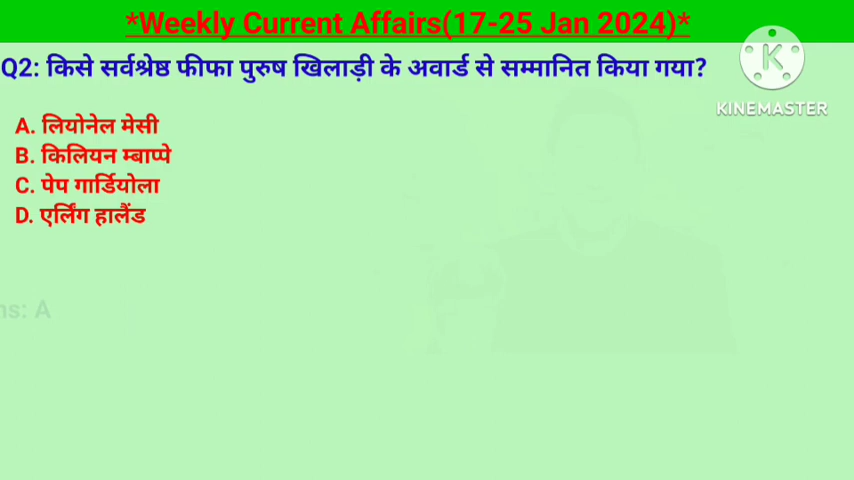 *Weekly Current Affairs(17-25 Jan 2024)*
Q2: किसे सर्वश्रेष्ठ फीफा पुरुष खिलाड़ी के अवार्ड से सम्मानित किया गया?
KINEMASTER
A. लियोनेल मेसी
B. किलियन म्बाप्पे
C. पेप गार्डियोला
D. एर्लिंग हालैंड
ns: A